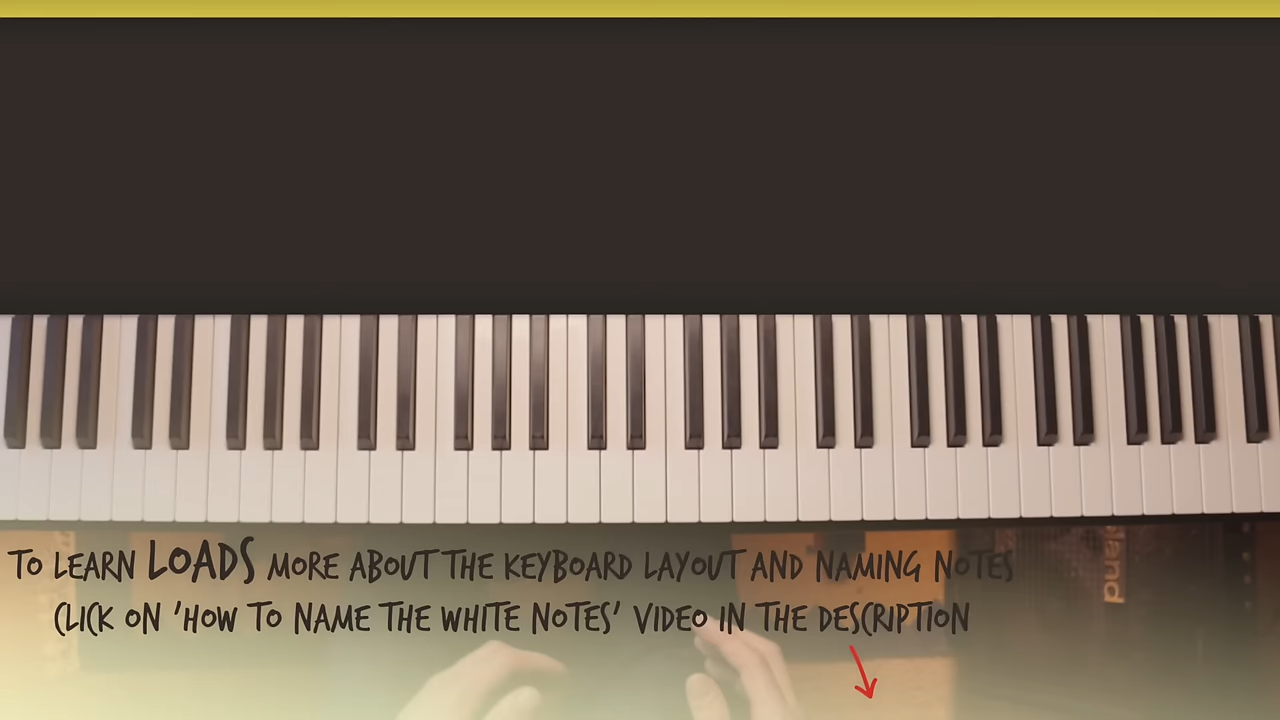 TO LEARN LOADS MORE ABOUT THE KEYBOARD LAYOUT AND NAMING NOTES
CLICK ON 'HOW TO NAME THE WHITE NOTES' VIDEO IN THE DESCRIPTION